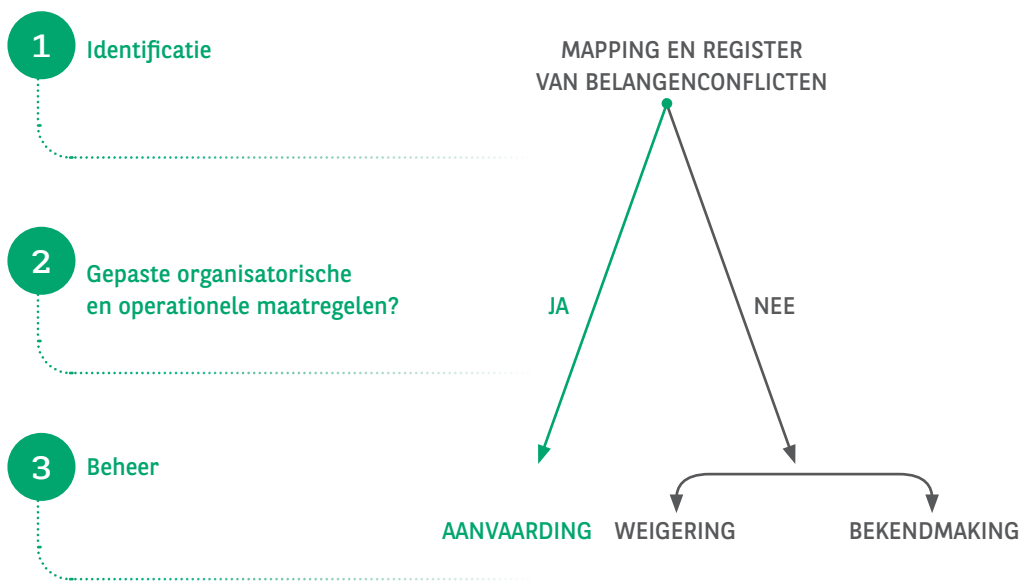 1
Identificatie
MAPPING EN REGISTER
VAN BELANGENCONFLICTEN
2
Gepaste organisatorische
en operationele maatregelen?
JA
NEE
3
Beheer
AANVAARDING
WEIGERING
BEKENDMAKING